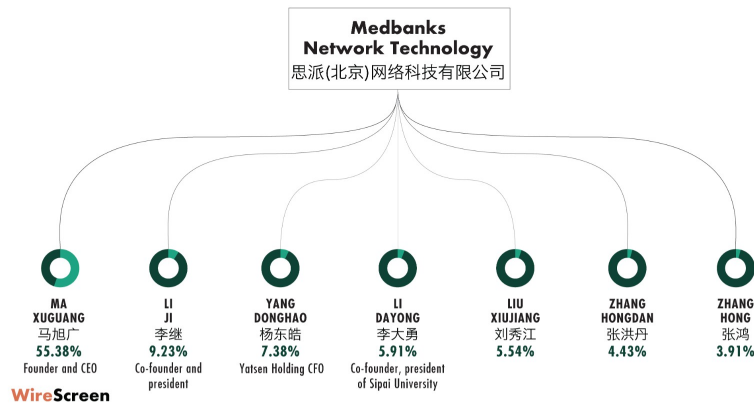 Medbanks
Network Technology
思派(北京)网络科技有限公司
MA
XUGUANG
马旭广
55.38%
Founder and CEO
LI
JI
李继
9.23%
Co-founder and
president
YANG
DONGHAO
杨东皓
7.38%
Yatsen Holding CFO
LI
DAYONG
李大勇
5.91%
Co-founder, president
of Sipai University
LIU
XIUJIANG
刘秀江
5.54%
ZHANG
HONGDAN
张洪丹
4.43%
ZHANG
HONG
张鸿
3.91%
WireScreen